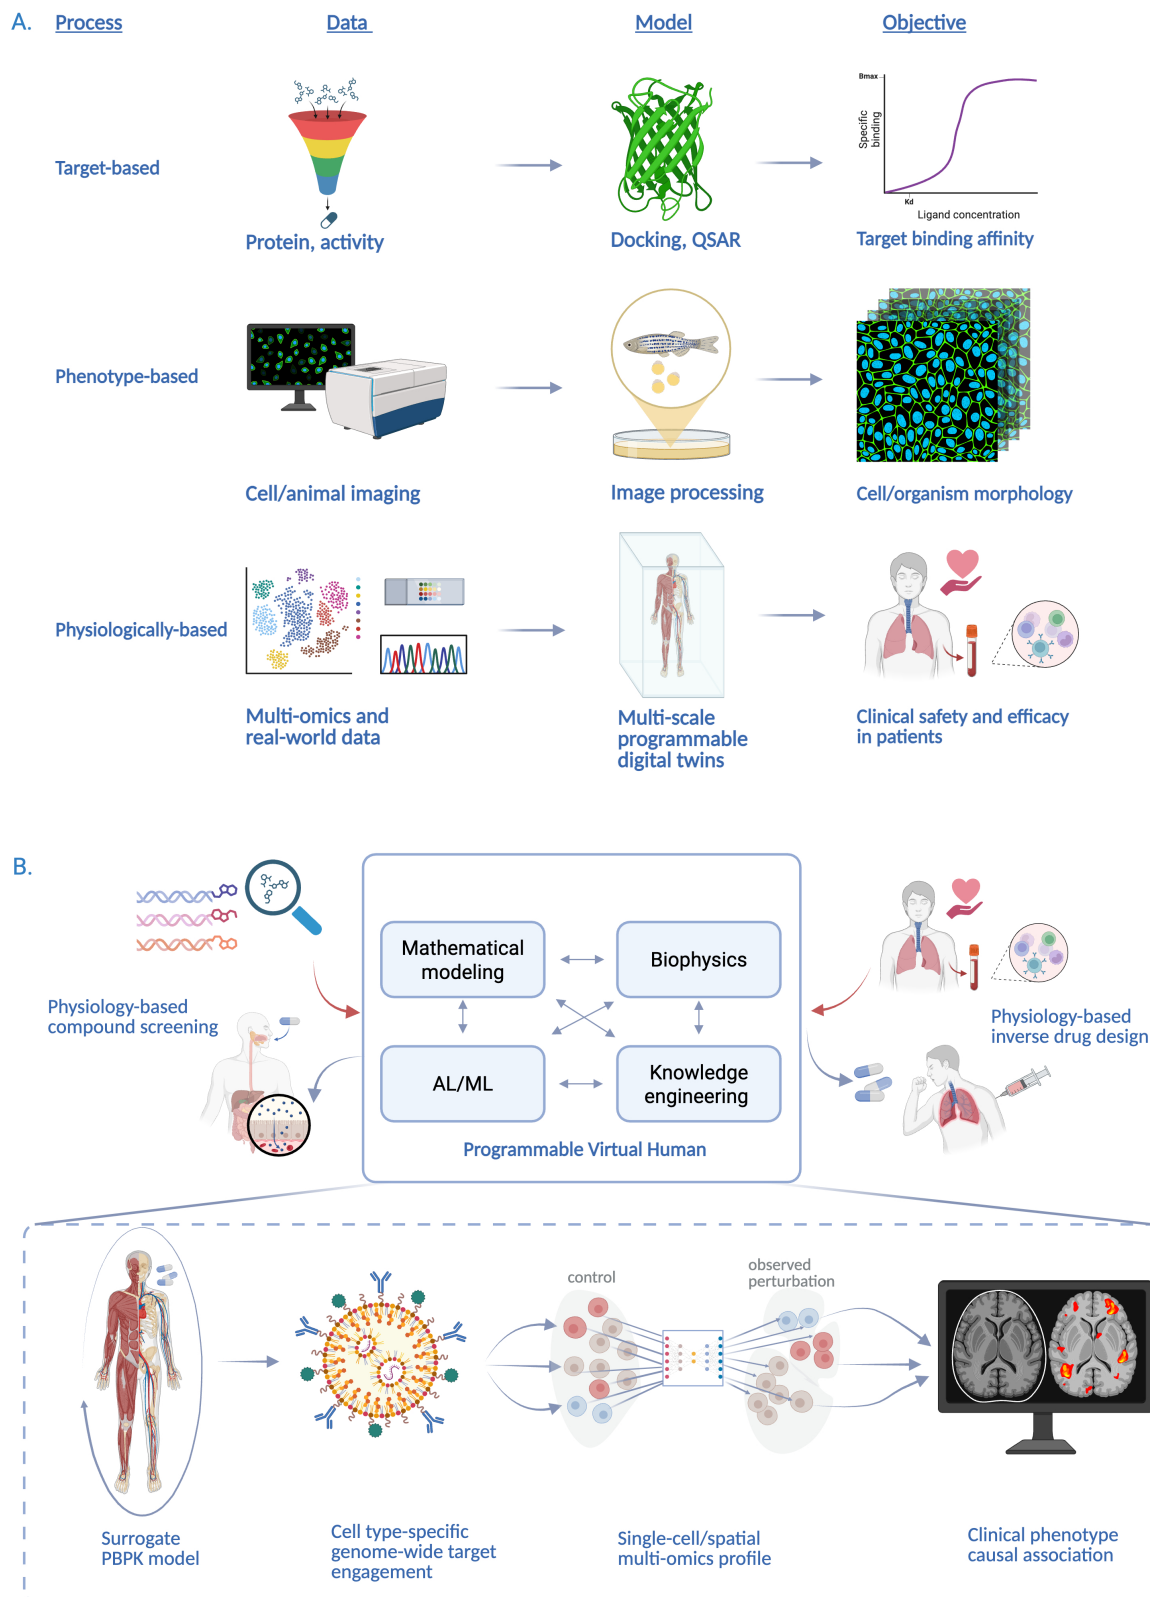 A.
Process
Data
Model
Objective
Target-based
Protein, activity
Docking, QSAR
Bmax
Specific
binding
Kd
Ligand concentration
Target binding affinity
Phenotype-based
Cell/animal imaging
Image processing
Cell/organism morphology
Physiologically-based
Multi-omics and
real-world data
Multi-scale
programmable
digital twins
Clinical safety and efficacy
in patients
B.
Physiology-based
compound screening
Mathematical
modeling
Biophysics
AL/ML
Knowledge
engineering
Programmable Virtual Human
Physiology-based
inverse drug design
control
observed
perturbation
Surrogate
PBPK model
Cell type-specific
genome-wide target
engagement
Single-cell/spatial
multi-omics profile
Clinical phenotype
causal association